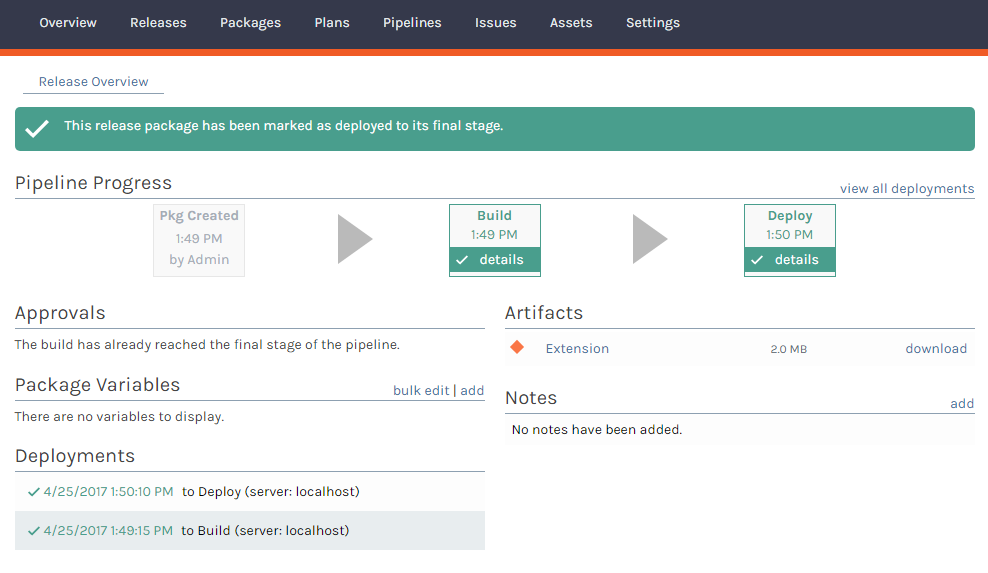 Overview Releases Packages Plans Pipelines Issues Assets Settings
Release Overview
This release package has been marked as deployed to its final stage.
Pipeline Progress
view all deployments
Pkg Created
1:49 PM
by Admin
Build
1:49 PM
details
Deploy
1:50 PM
details
Approvals
The build has already reached the final stage of the pipeline.
Package Variables
bulk edit | add
There are no variables to display.
Deployments
4/25/2017 1:50:10 PM to Deploy (server: localhost)
4/25/2017 1:49:15 PM to Build (server: localhost)
Artifacts
Extension 2.0 MB download
Notes
add
No notes have been added.